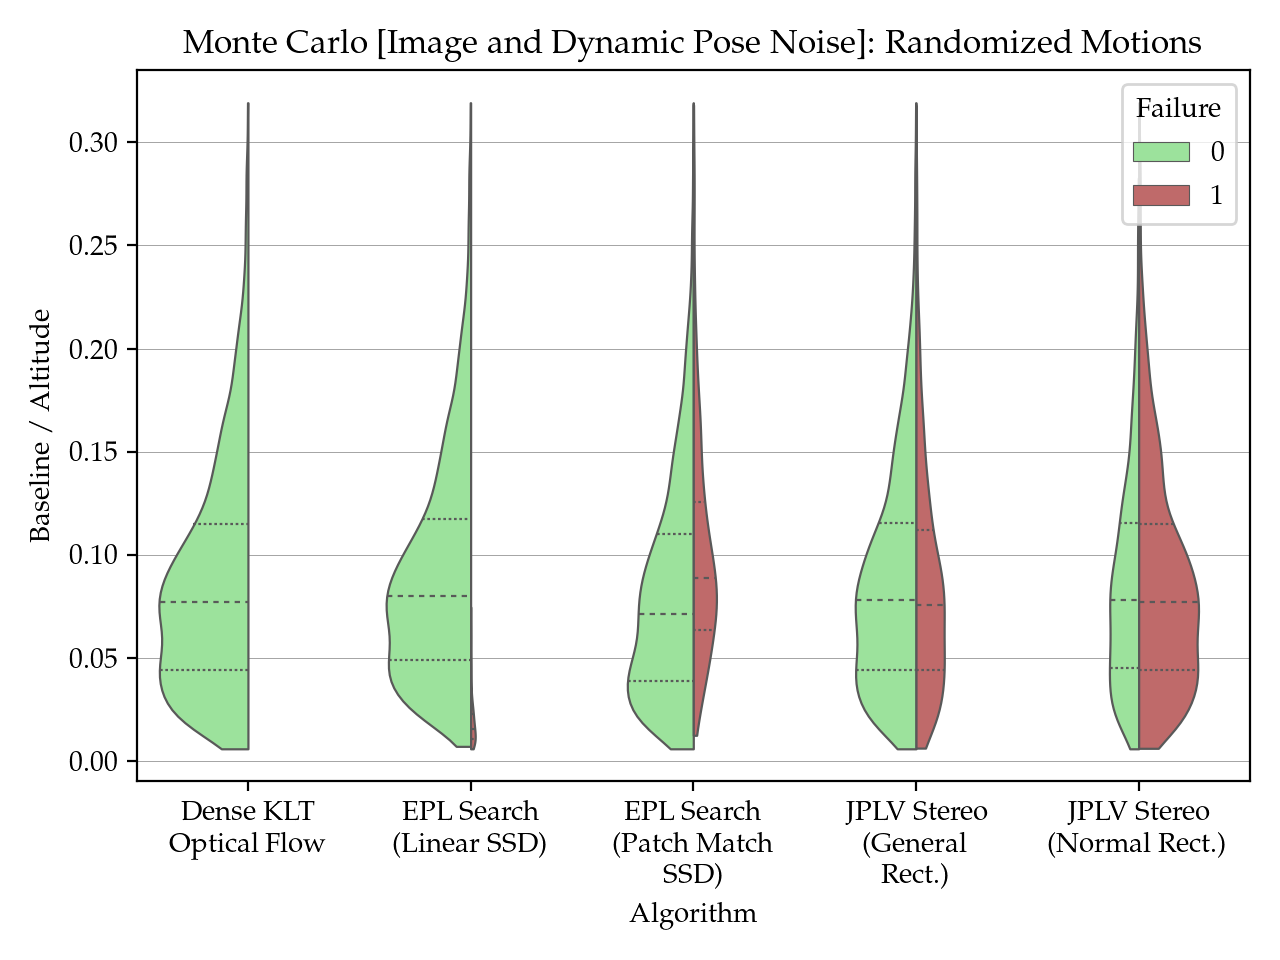 Monte Carlo [Image and Dynamic Pose Noise]: Randomized Motions
Failure
0
1
0.30
0.25
0.20
0.15
0.10
0.05
0.00
Baseline / Altitude
Dense KLT
Optical Flow
EPL Search
(Linear SSD)
EPL Search
(Patch Match
SSD)
JPLV Stereo
(General
Rect.)
JPLV Stereo
(Normal Rect.)
Algorithm